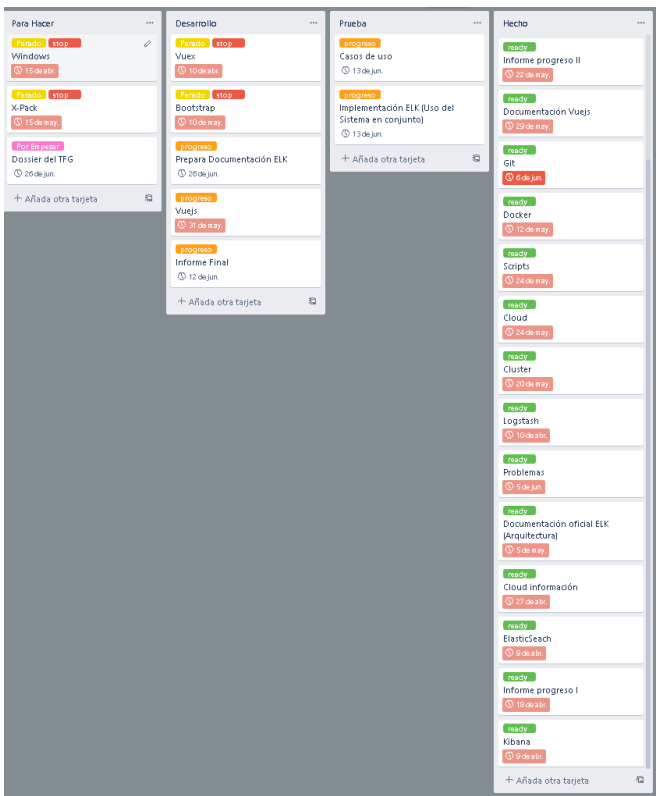 Para Hacer
Parado stop
Windows
15 de abr.
Parado stop
X-Pack
15 de may.
Por Empezar
Dossier del TFG
26 de jun.
+ Añada otra tarjeta
Desarrollo
Parado stop
Vuex
10 de abr.
Parado stop
Bootstrap
10 de may.
progreso
Prepara Documentación ELK
26 de jun.
progreso
Vuejs
31 de may.
progreso
Informe Final
12 de jun.
+ Añada otra tarjeta
Prueba
progreso
Casos de uso
13 de jun.
progreso
Implementación ELK (Uso del
Sistema en conjunto)
13 de jun.
+ Añada otra tarjeta
Hecho
ready
Informe progreso II
22 de may.
ready
Documentación Vuejs
29 de may.
ready
Git
6 de jun.
ready
Docker
12 de may.
ready
Scripts
24 de may.
ready
Cloud
24 de may.
ready
Cluster
20 de may.
ready
Logstash
10 de abr.
ready
Problemas
5 de jun.
ready
Documentación oficial ELK
(Arquitectura)
5 de may.
ready
Cloud información
27 de abr.
ready
ElasticSeach
9 de abr.
ready
Informe progreso I
18 de abr.
ready
Kibana
9 de abr.
+ Añada otra tarjeta